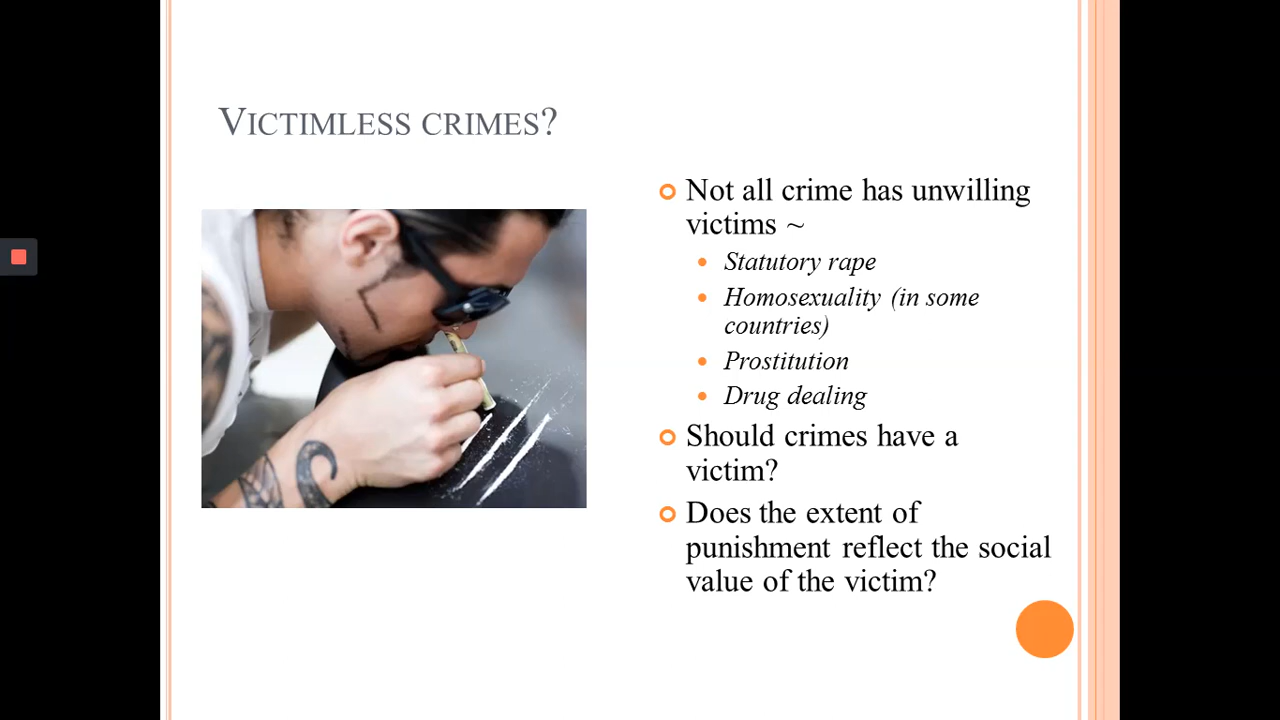 VICTIMLESS CRIMES?
Not all crime has unwilling
victims ~
Statutory rape
Homosexuality (in some
countries)
Prostitution
Drug dealing
Should crimes have a
victim?
Does the extent of
punishment reflect the social
value of the victim?